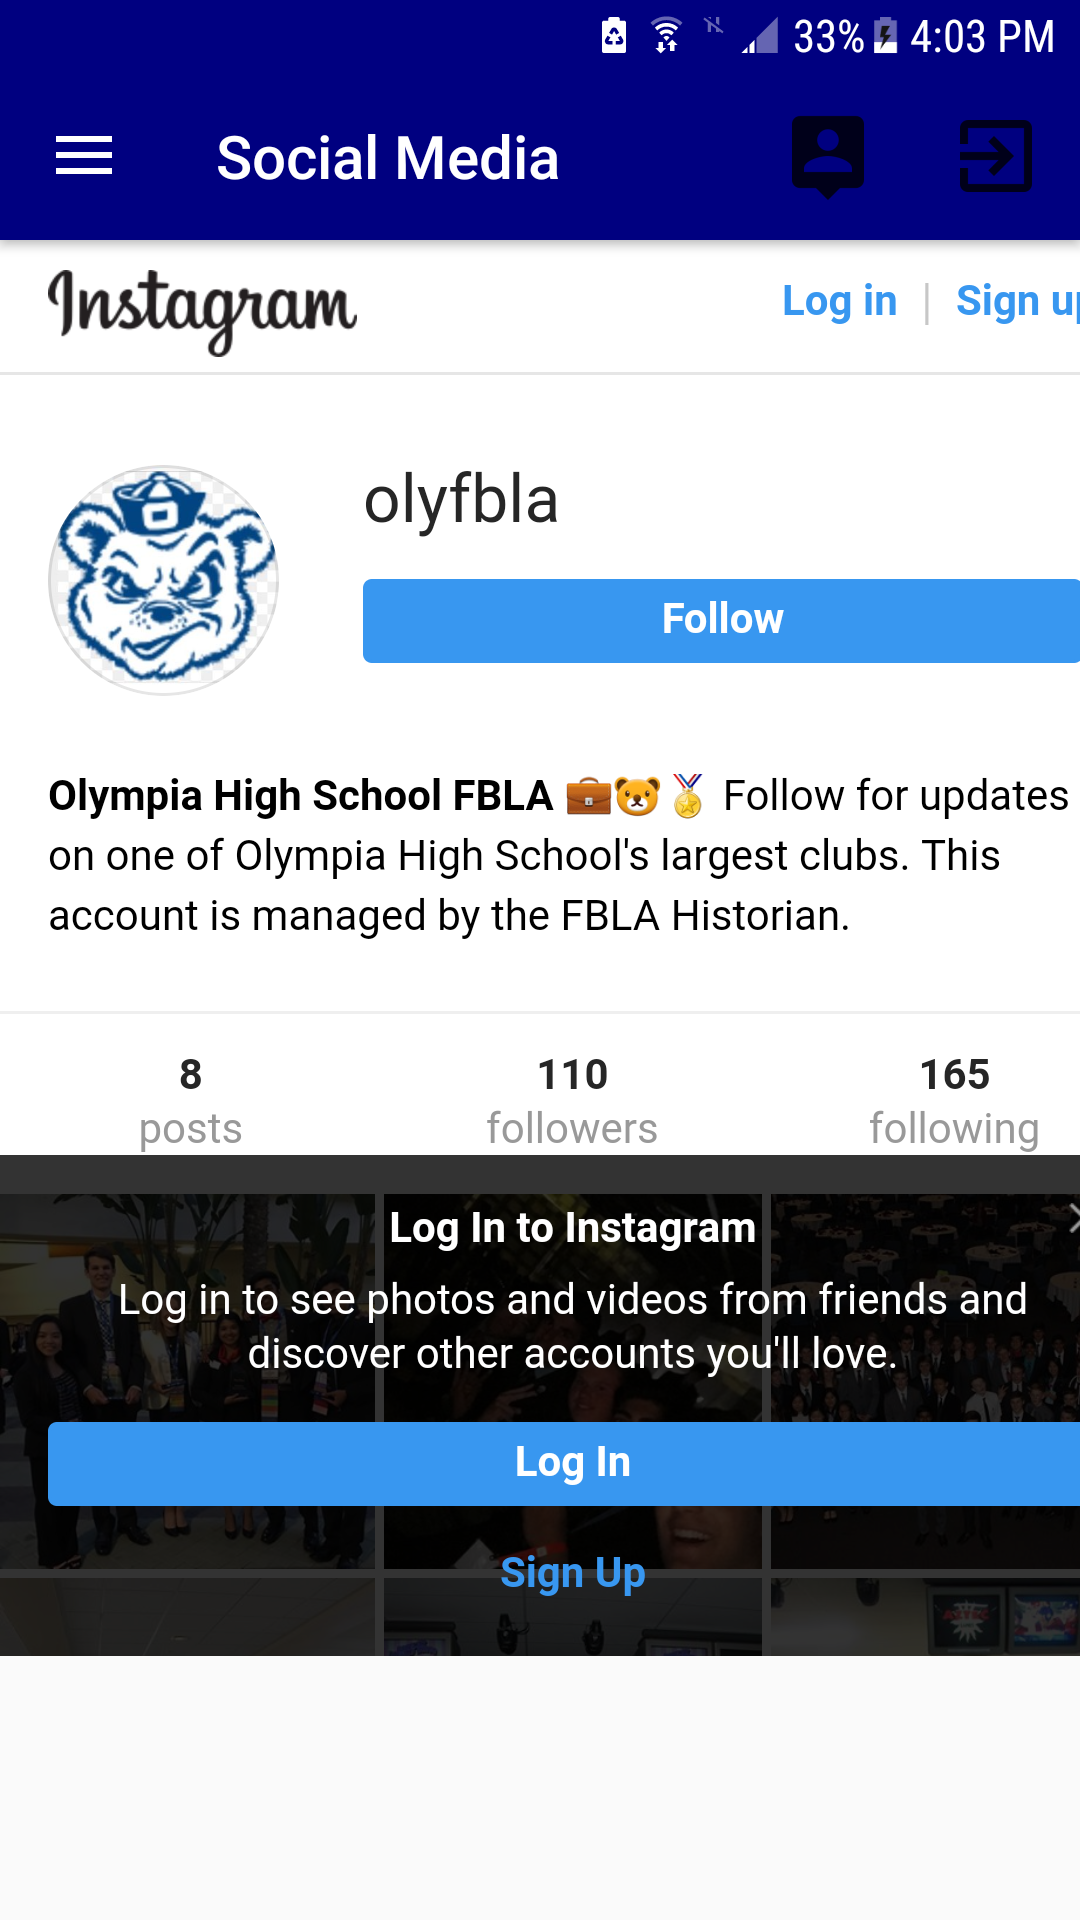 33% 4:03 PM
Social Media
Instagram
Log in | Sign up
olyfbla
Follow
Olympia High School FBLA 💼🐻🏅 Follow for updates
on one of Olympia High School's largest clubs. This
account is managed by the FBLA Historian.
8 110 165
posts followers following
Log In to Instagram
Log in to see photos and videos from friends and
discover other accounts you'll love.
Log In
Sign Up